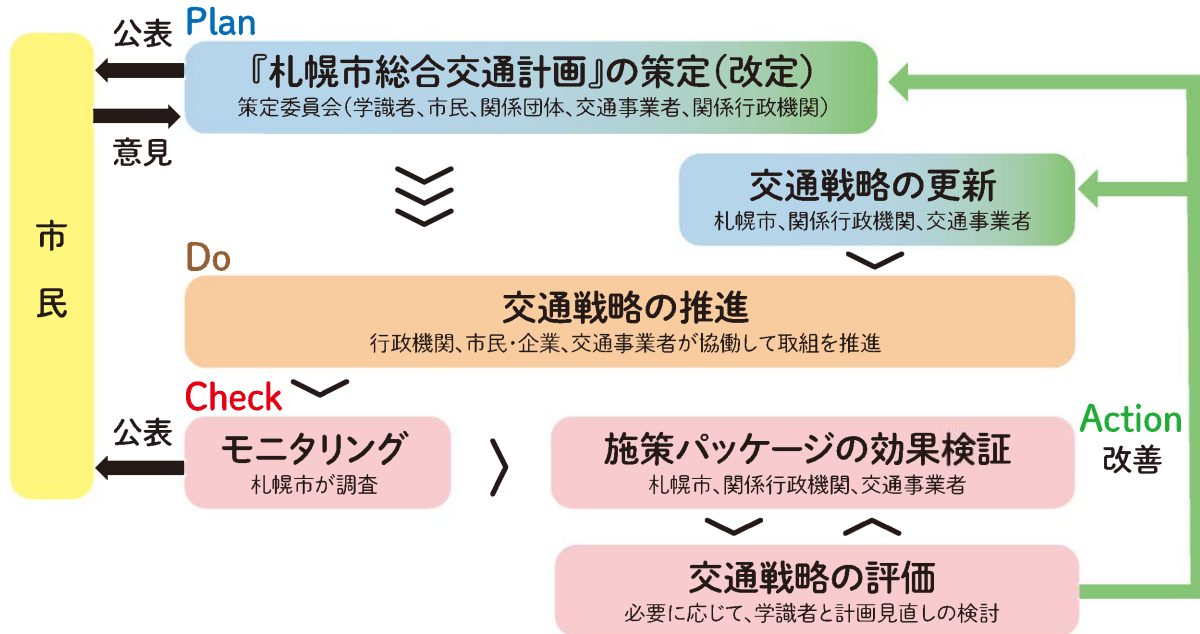 Plan
公表
『札幌市総合交通計画』の策定(改定)
策定委員会(学識者、市民、関係団体、交通事業者、関係行政機関)
意見
市民
交通戦略の更新
札幌市、関係行政機関、交通事業者
Do
交通戦略の推進
行政機関、市民・企業、交通事業者が協働して取組を推進
Check
公表
モニタリング
札幌市が調査
施策パッケージの効果検証
札幌市、関係行政機関、交通事業者
Action
改善
交通戦略の評価
必要に応じて、学識者と計画見直しの検討